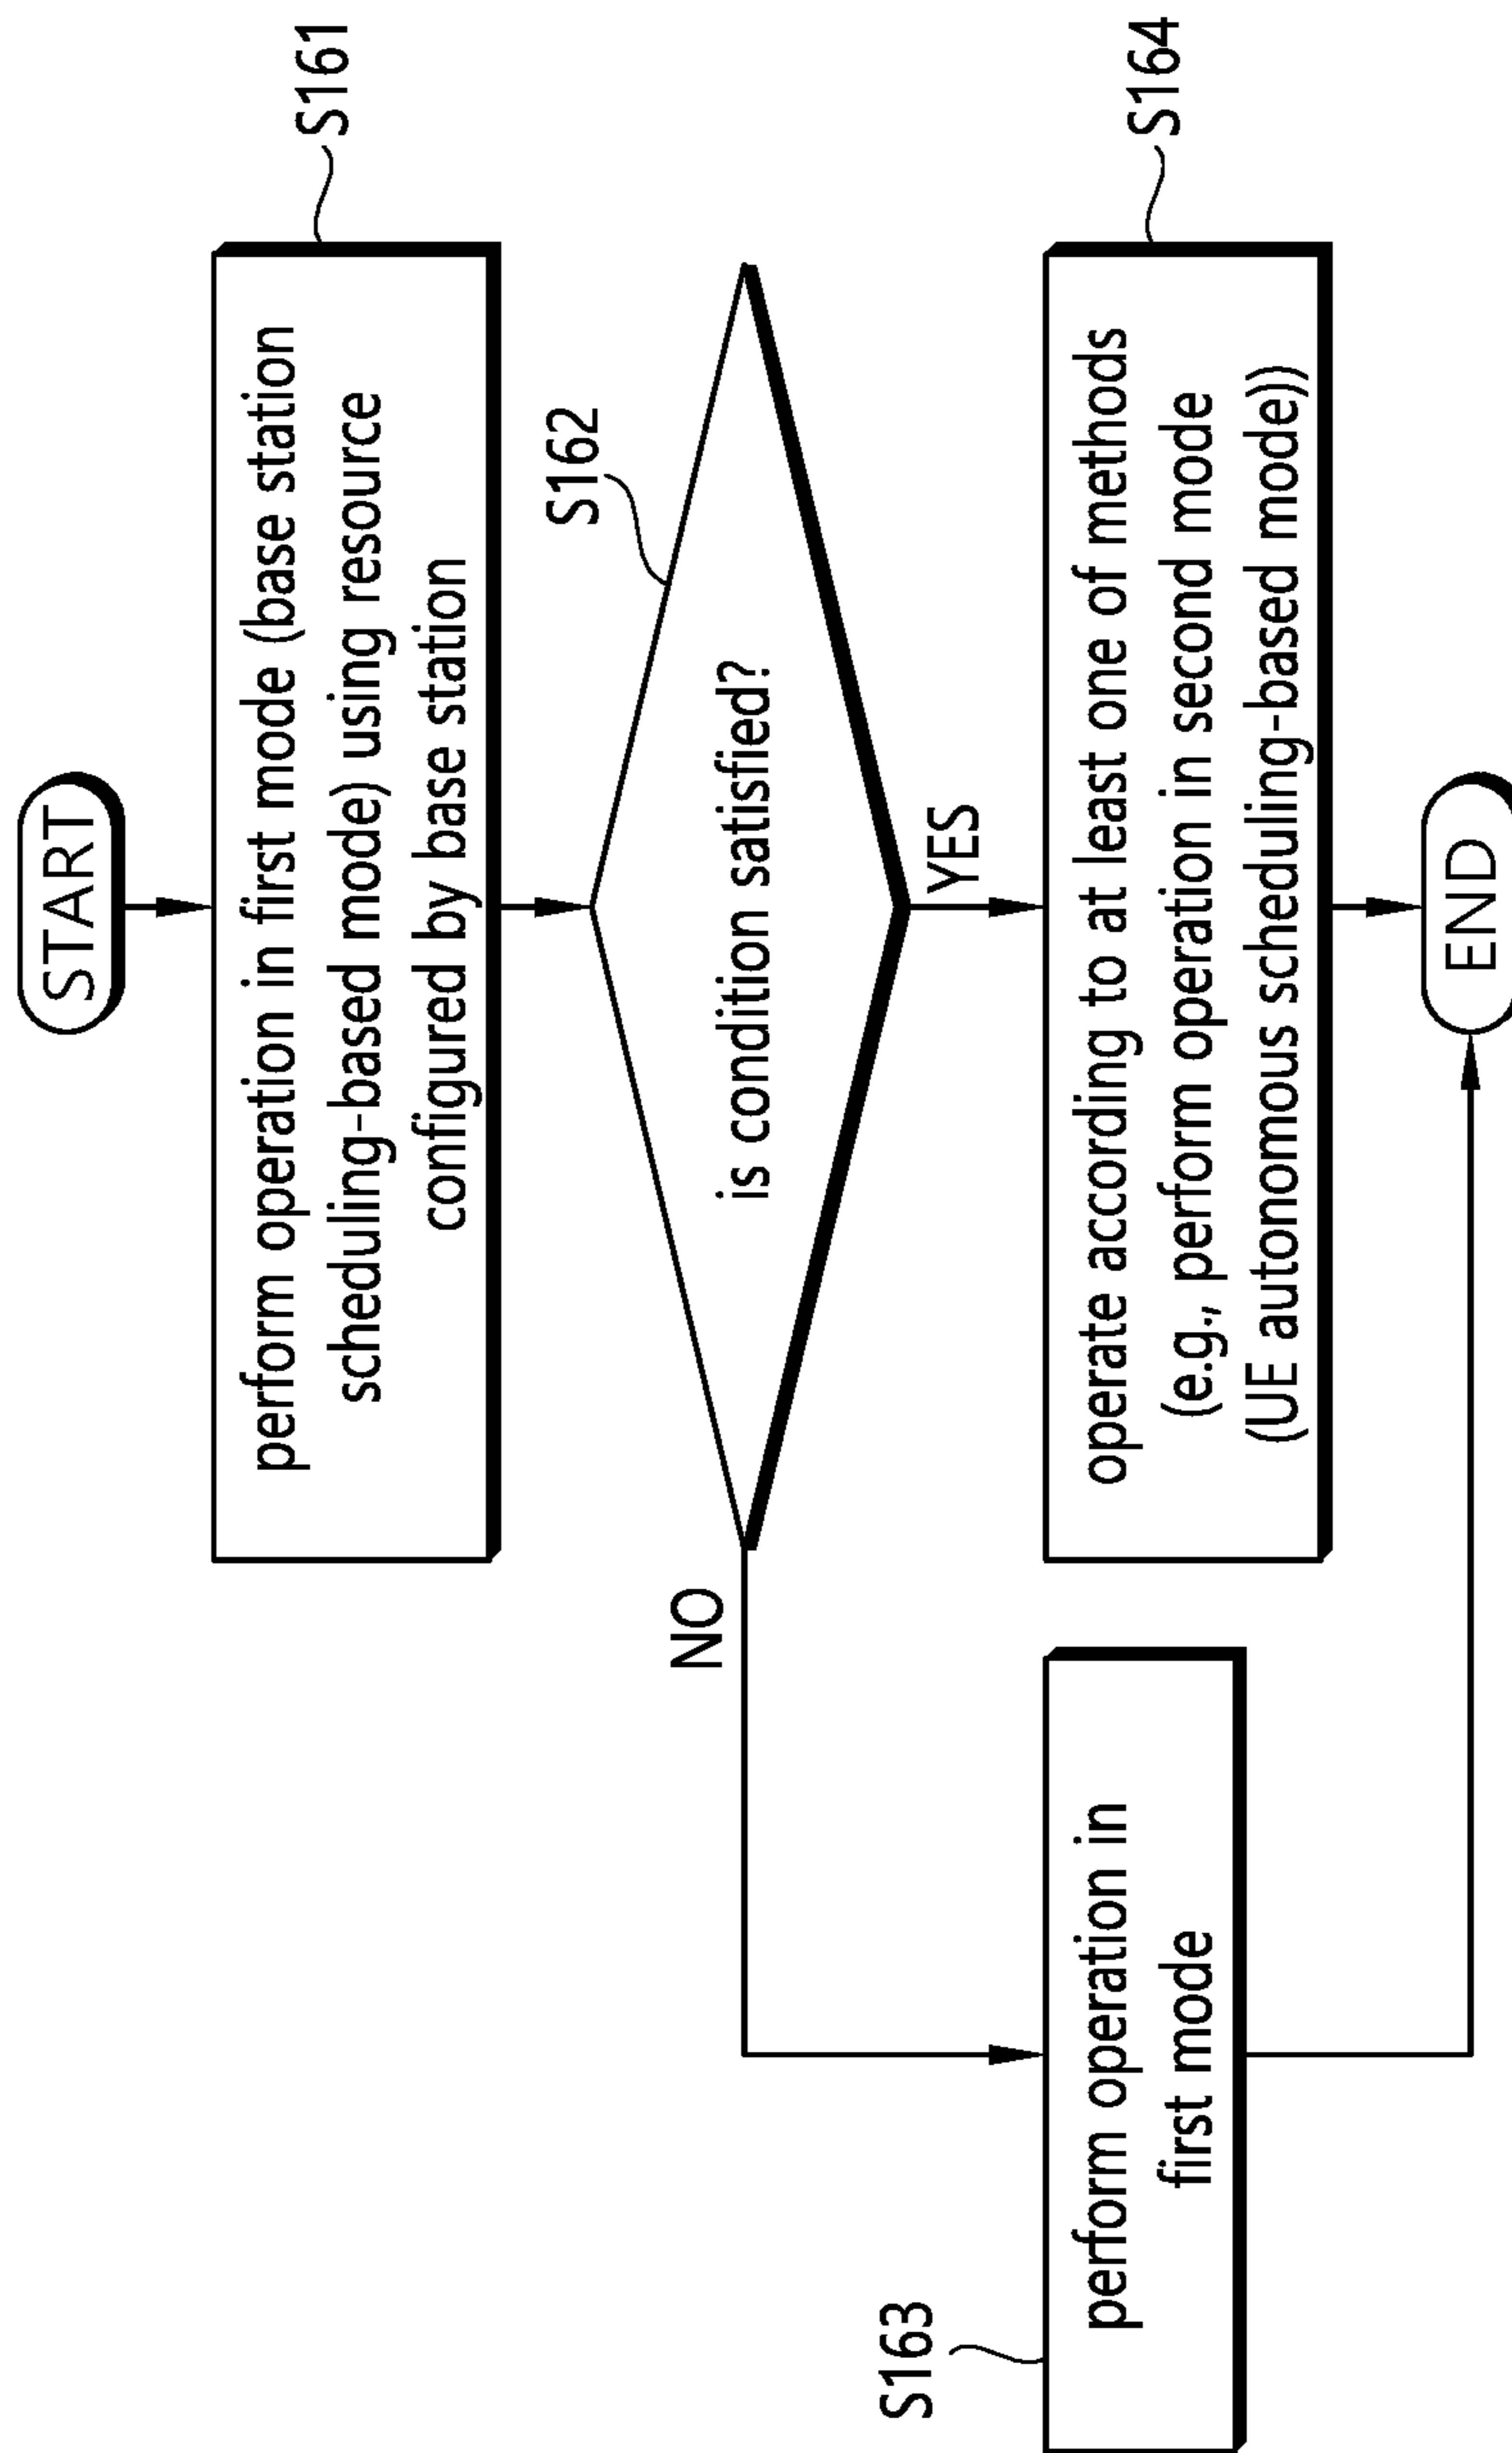 START
perform operation in first mode (base station
scheduling-based mode) using resource
configured by base station
S161
S162
is condition satisfied?
NO
YES
S163
perform operation in
first mode
operate according to at least one of methods
(e.g., perform operation in second mode
(UE autonomous scheduling-based mode))
S164
END